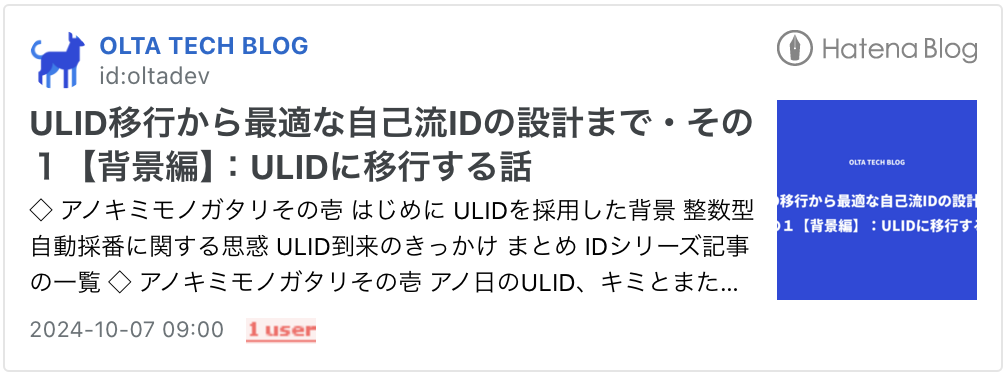 OLTA TECH BLOG
id:oltadev
Hatena Blog
ULID移行から最適な自己流IDの設計まで・その
１【背景編】：ULIDに移行する話
◇ アノキミモノガタリその壱 はじめに ULIDを採用した背景 整数型
自動採番に関する思惑 ULID到来のきっかけ まとめ IDシリーズ記事
の一覧 ◇ アノキミモノガタリその壱 アノ日のULID、キミとまた...
OLTA TECH BLOG
移行から最適な自己流IDの設計
１【背景編】：ULIDに移行する
2024-10-07 09:00
1 user